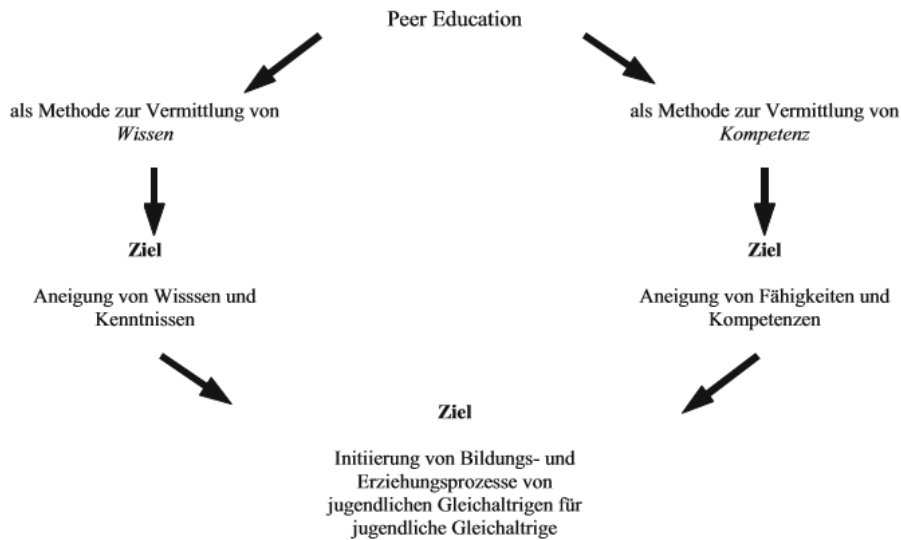 Peer Education
als Methode zur Vermittlung von
Wissen
als Methode zur Vermittlung von
Kompetenz
Ziel
Aneigung von Wisssen und
Kenntnissen
Ziel
Aneigung von Fähigkeiten und
Kompetenzen
Ziel
Initiierung von Bildungs- und
Erziehungsprozesse von
jugendlichen Gleichaltrigen für
jugendliche Gleichaltrige